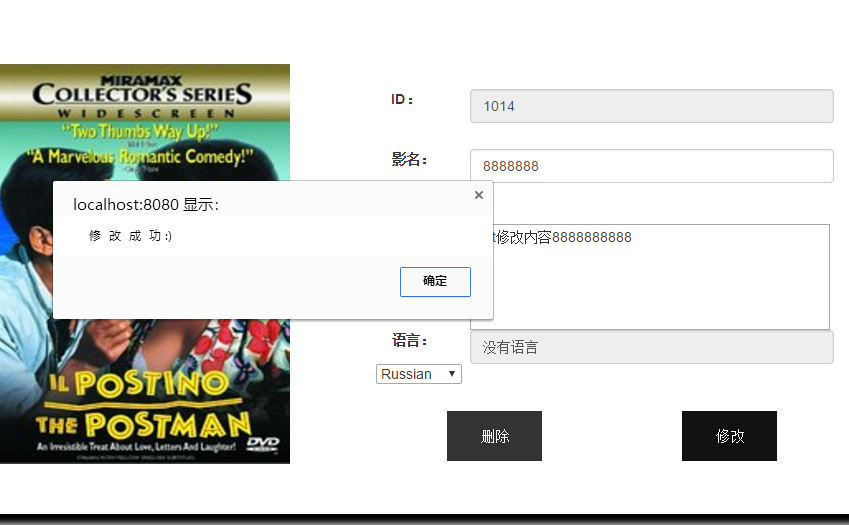 MIRAMAX
COLLECTOR'S SERIES
WIDESCREEN
"Two Thumbs Way Up!"
"A Marvelous Romantic Comedy!"
IL POSTINO
THE POSTMAN
An Irresistible Treat About Love, Letters And Laughter!
DVD
localhost:8080 显示：
×
修 改 成 功 :)
确定
ID：
1014
影名：
8888888
t修改内容8888888888
语言：
没有语言
Russian
删除
修改